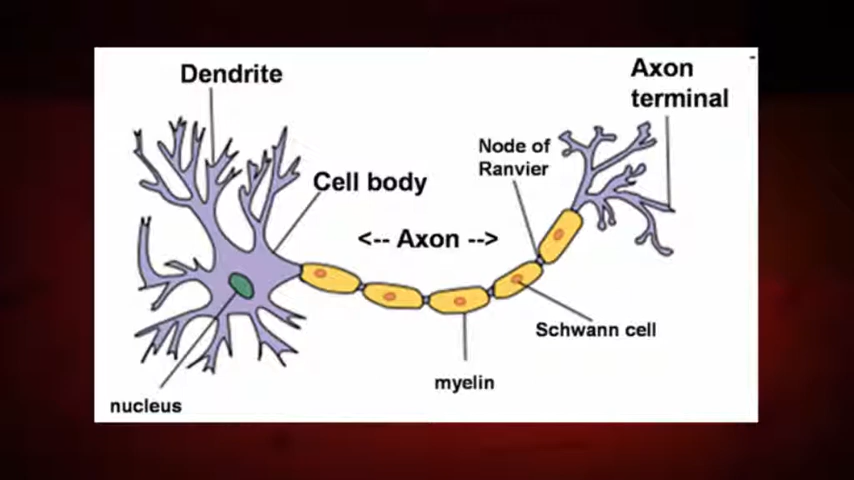 Dendrite
Axon
terminal
Node of
Ranvier
Cell body
<-- Axon -->
Schwann cell
myelin
nucleus